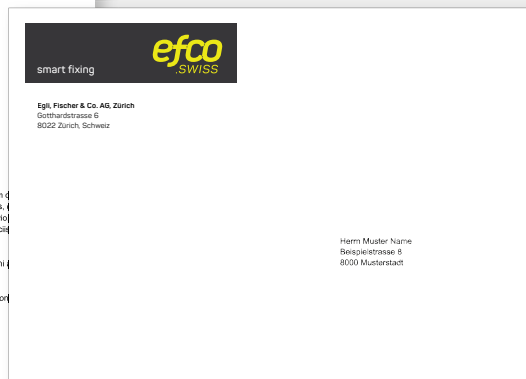 smart fixing
efco
.SWISS
Egli, Fischer & Co. AG, Zürich
Gotthardstrasse 6
8022 Zürich, Schweiz
Herrn Muster Name
Beispielstrasse 8
8000 Musterstadt